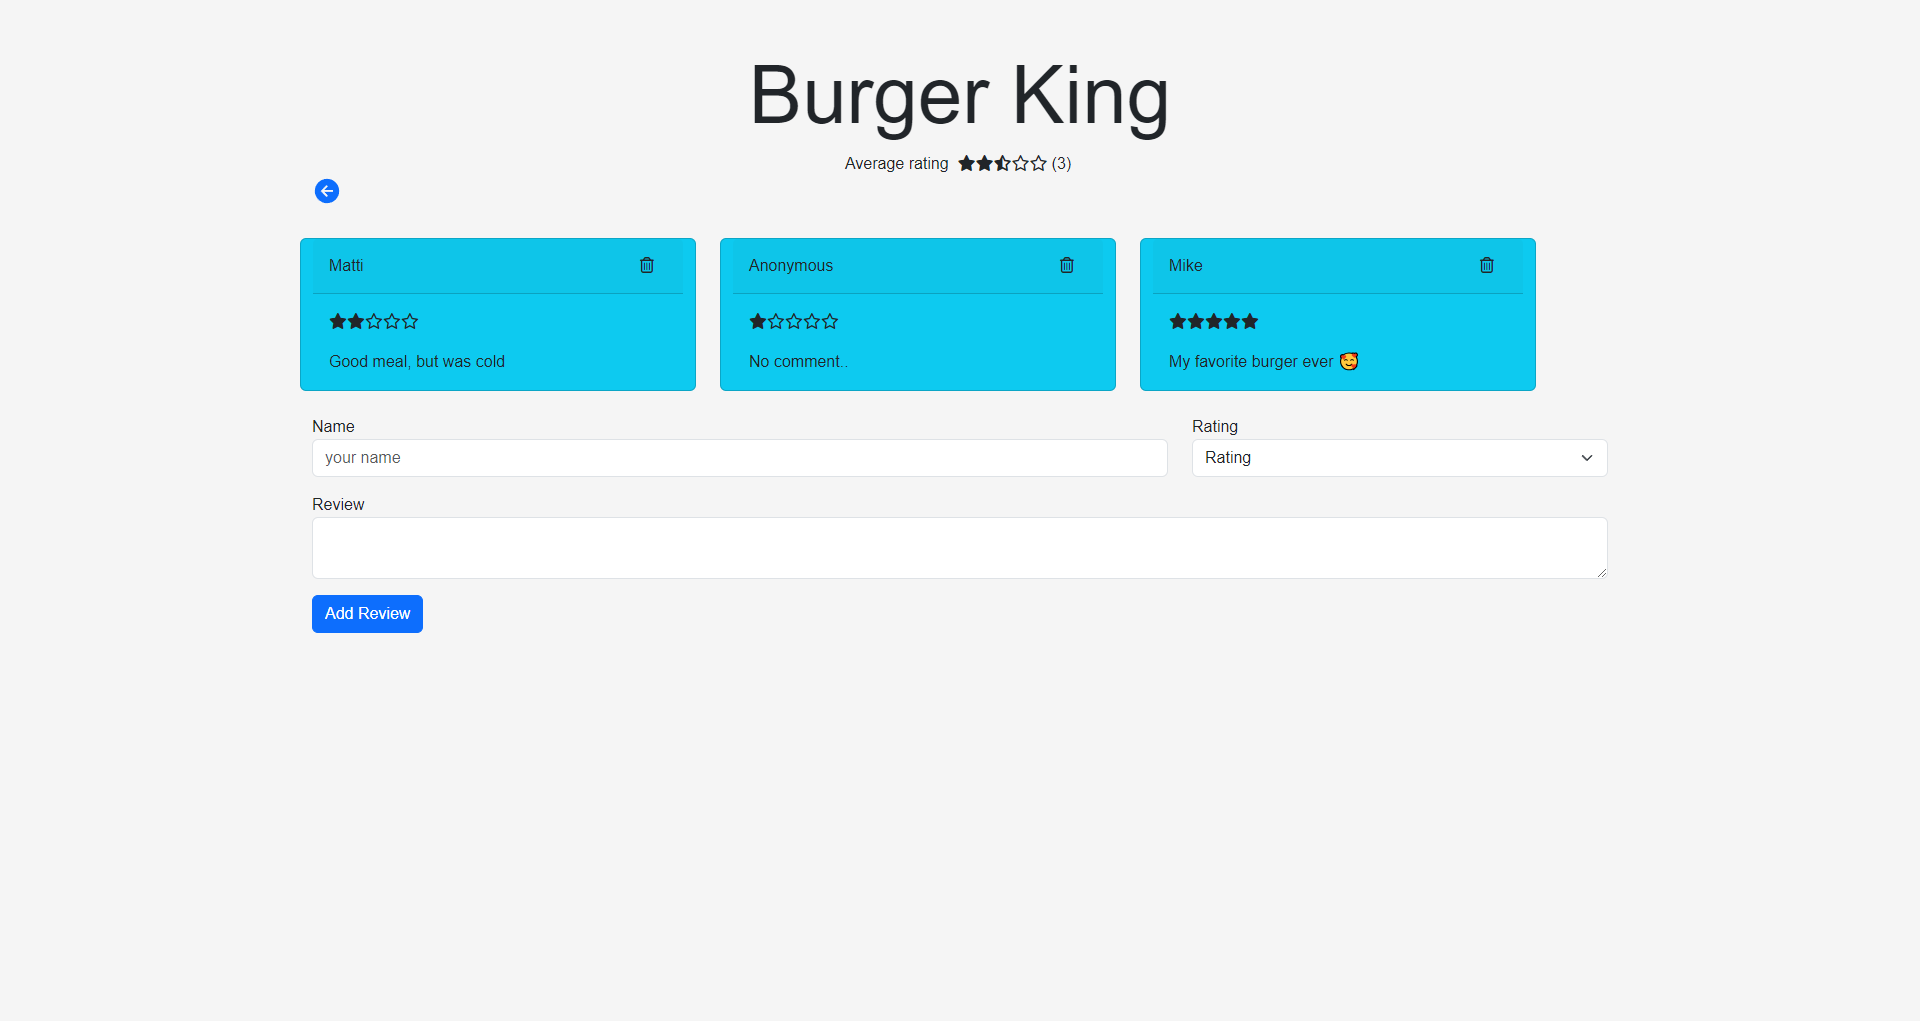 Burger King
Average rating (3)
Matti
Anonymous
Mike
Good meal, but was cold
No comment..
My favorite burger ever 🥰
Name
Rating
your name
Rating
Review
Add Review